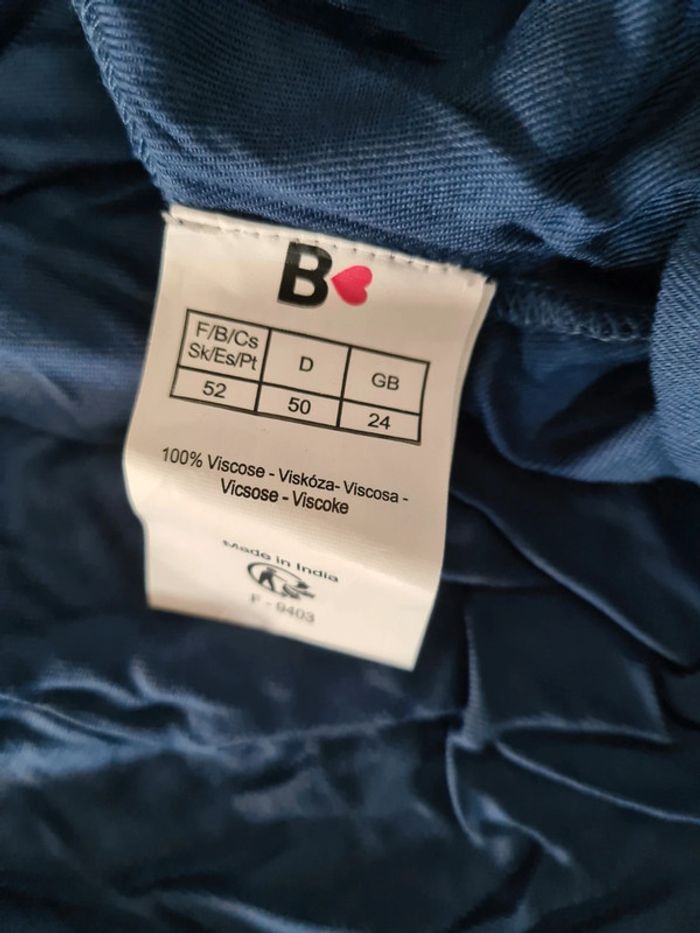 B
F/B/Cs
Sk/Es/Pt
D
GB
52
50
24
100% Viscose - Viskóza- Viscosa -
Vicsose - Viscoke
Made in India
F - 9403